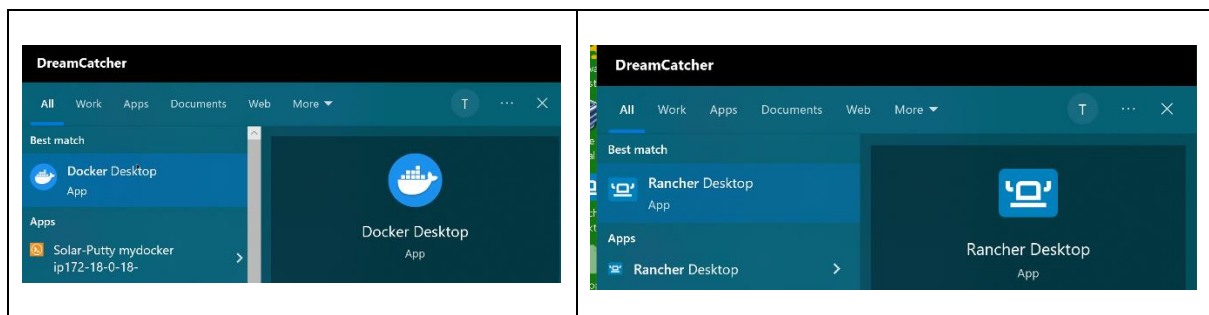 DreamCatcher
All Work Apps Documents Web More T ... X
Best match
Docker Desktop
App
Apps
Solar-Putty mydocker
ip172-18-0-18-
Docker Desktop
App
DreamCatcher
All Work Apps Documents Web More T ...
Best match
Rancher Desktop
App
Apps
Rancher Desktop
Rancher Desktop
App